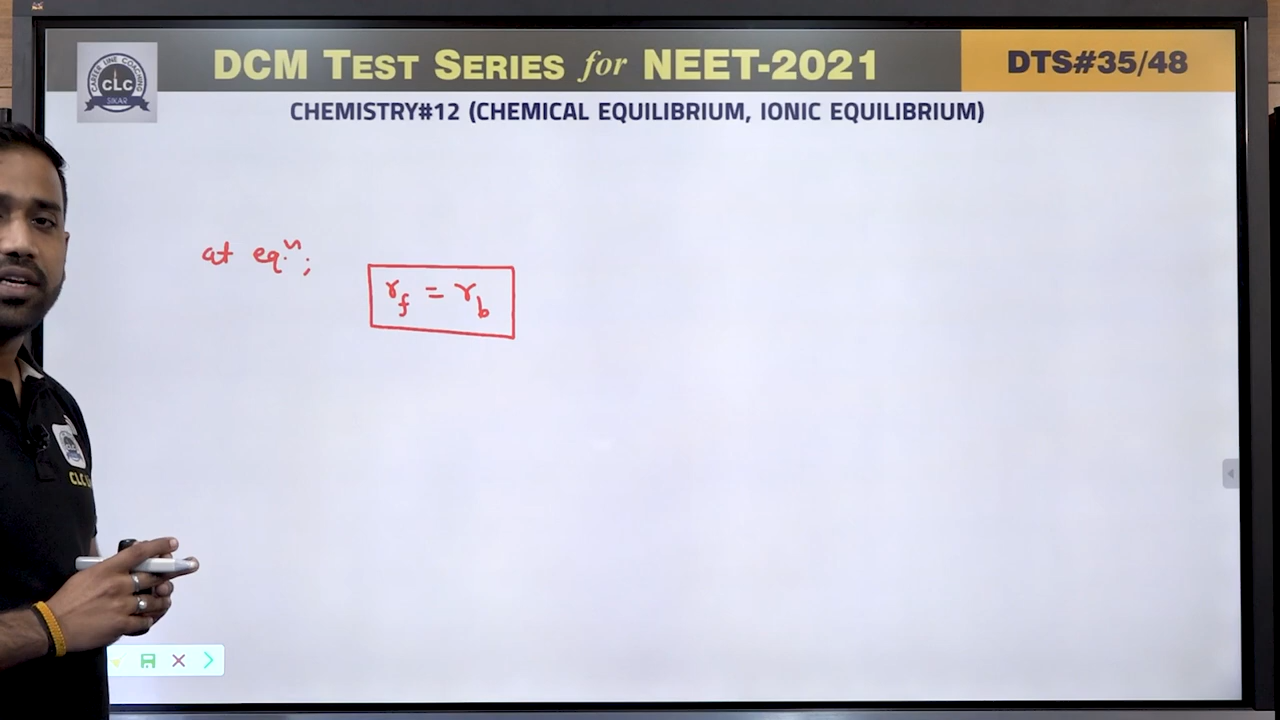 DCM TEST SERIES for NEET-2021
DTS#35/48
CAREER LINE COACHING
CLC
SIKAR
CHEMISTRY#12 (CHEMICAL EQUILIBRIUM, IONIC EQUILIBRIUM)
at eq.ⁿ;
r_f = r_b
CLC